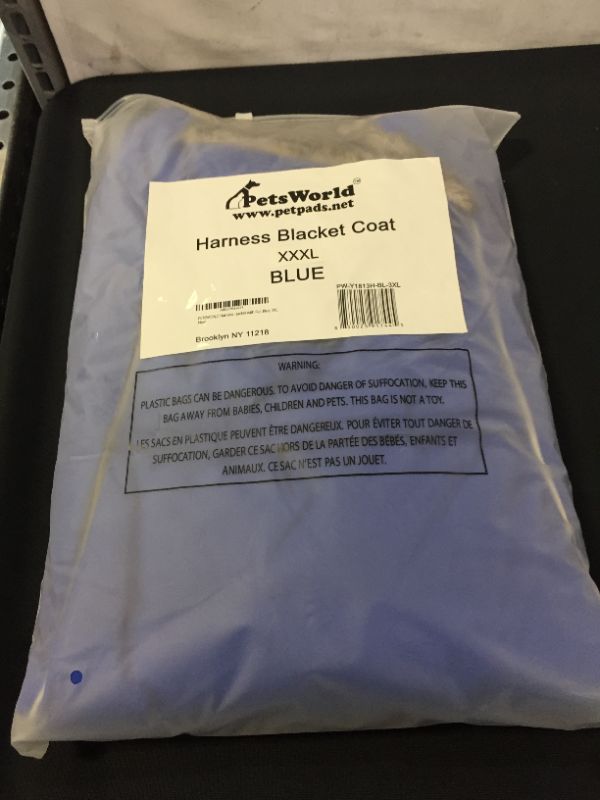 PetsWorld
www.petpads.net
Harness Blacket Coat
XXXL
BLUE
PW-Y1813H-BL-3XL
Brooklyn NY 11218
WARNING:
PLASTIC BAGS CAN BE DANGEROUS. TO AVOID DANGER OF SUFFOCATION, KEEP THIS
BAG AWAY FROM BABIES, CHILDREN AND PETS. THIS BAG IS NOT A TOY.
LES SACS EN PLASTIQUE PEUVENT ÊTRE DANGEREUX. POUR ÉVITER TOUT DANGER DE
SUFFOCATION, GARDER CE SAC HORS DE LA PARTÉE DES BÉBÉS, ENFANTS ET
ANIMAUX. CE SAC N'EST PAS UN JOUET.